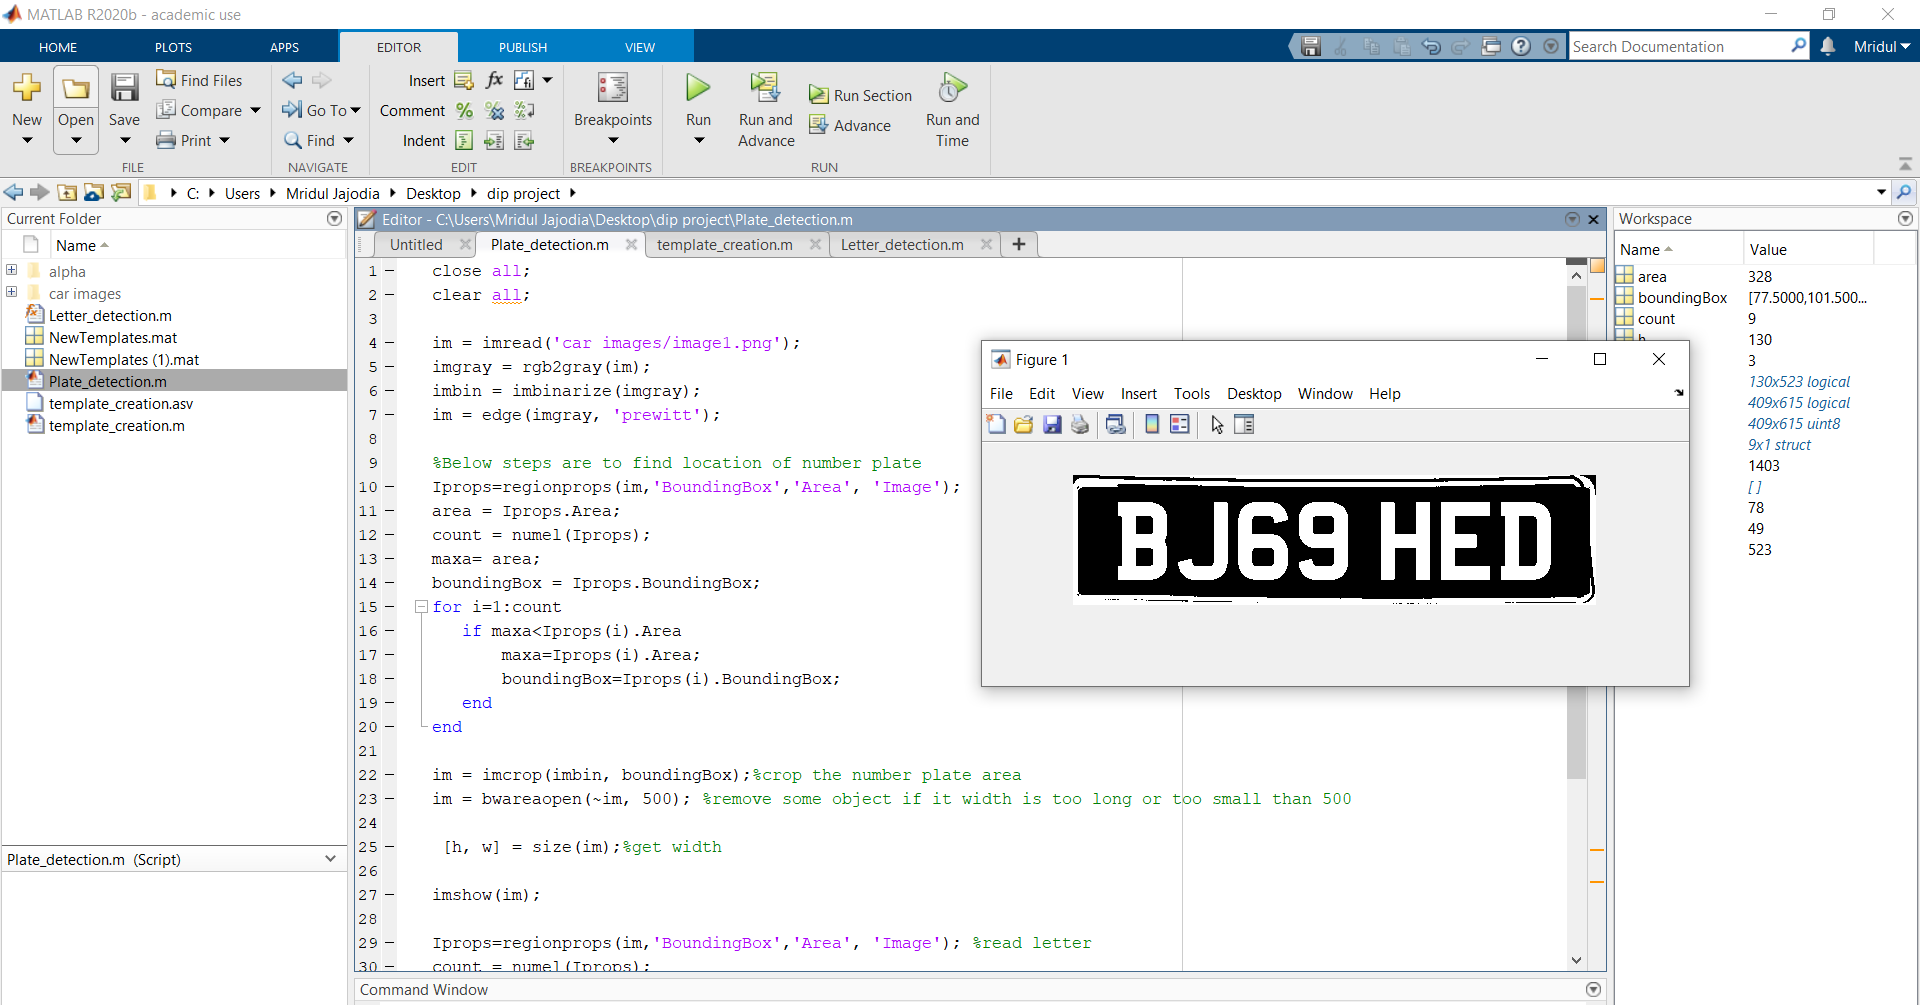 MATLAB R2020b - academic use
HOME PLOTS APPS EDITOR PUBLISH VIEW
Search Documentation
Mridul
New
Open
Save
Find Files
Compare
Print
FILE
Go To
Find
NAVIGATE
Insert
fx
Comment
Indent
EDIT
Breakpoints
BREAKPOINTS
Run
Run and
Advance
Run Section
Advance
Run and
Time
RUN
C: Users Mridul Jajodia Desktop dip project
Current Folder
Name
alpha
car images
Letter_detection.m
NewTemplates.mat
NewTemplates (1).mat
Plate_detection.m
template_creation.asv
template_creation.m
Plate_detection.m (Script)
Editor - C:\Users\Mridul Jajodia\Desktop\dip project\Plate_detection.m
Untitled Plate_detection.m template_creation.m Letter_detection.m +
1 close all;
2 clear all;
3
4 im = imread('car images/image1.png');
5 imgray = rgb2gray(im);
6 imbin = imbinarize(imgray);
7 im = edge(imgray, 'prewitt');
8
9 %Below steps are to find location of number plate
10 Iprops=regionprops(im,'BoundingBox','Area', 'Image');
11 area = Iprops.Area;
12 count = numel(Iprops);
13 maxa= area;
14 boundingBox = Iprops.BoundingBox;
15 for i=1:count
16 if maxa<Iprops(i).Area
17 maxa=Iprops(i).Area;
18 boundingBox=Iprops(i).BoundingBox;
19 end
20 end
21
22 im = imcrop(imbin, boundingBox);%crop the number plate area
23 im = bwareaopen(~im, 500); %remove some object if it width is too long or too small than 500
24
25 [h, w] = size(im);%get width
26
27 imshow(im);
28
29 Iprops=regionprops(im,'BoundingBox','Area', 'Image'); %read letter
30 count = numel(Iprops);
Command Window
Figure 1
File Edit View Insert Tools Desktop Window Help
BJ69 HED
Workspace
Name Value
area 328
boundingBox [77.5000,101.500...
count 9
h 130
3
130x523 logical
409x615 logical
409x615 uint8
9x1 struct
1403
[ ]
78
49
523